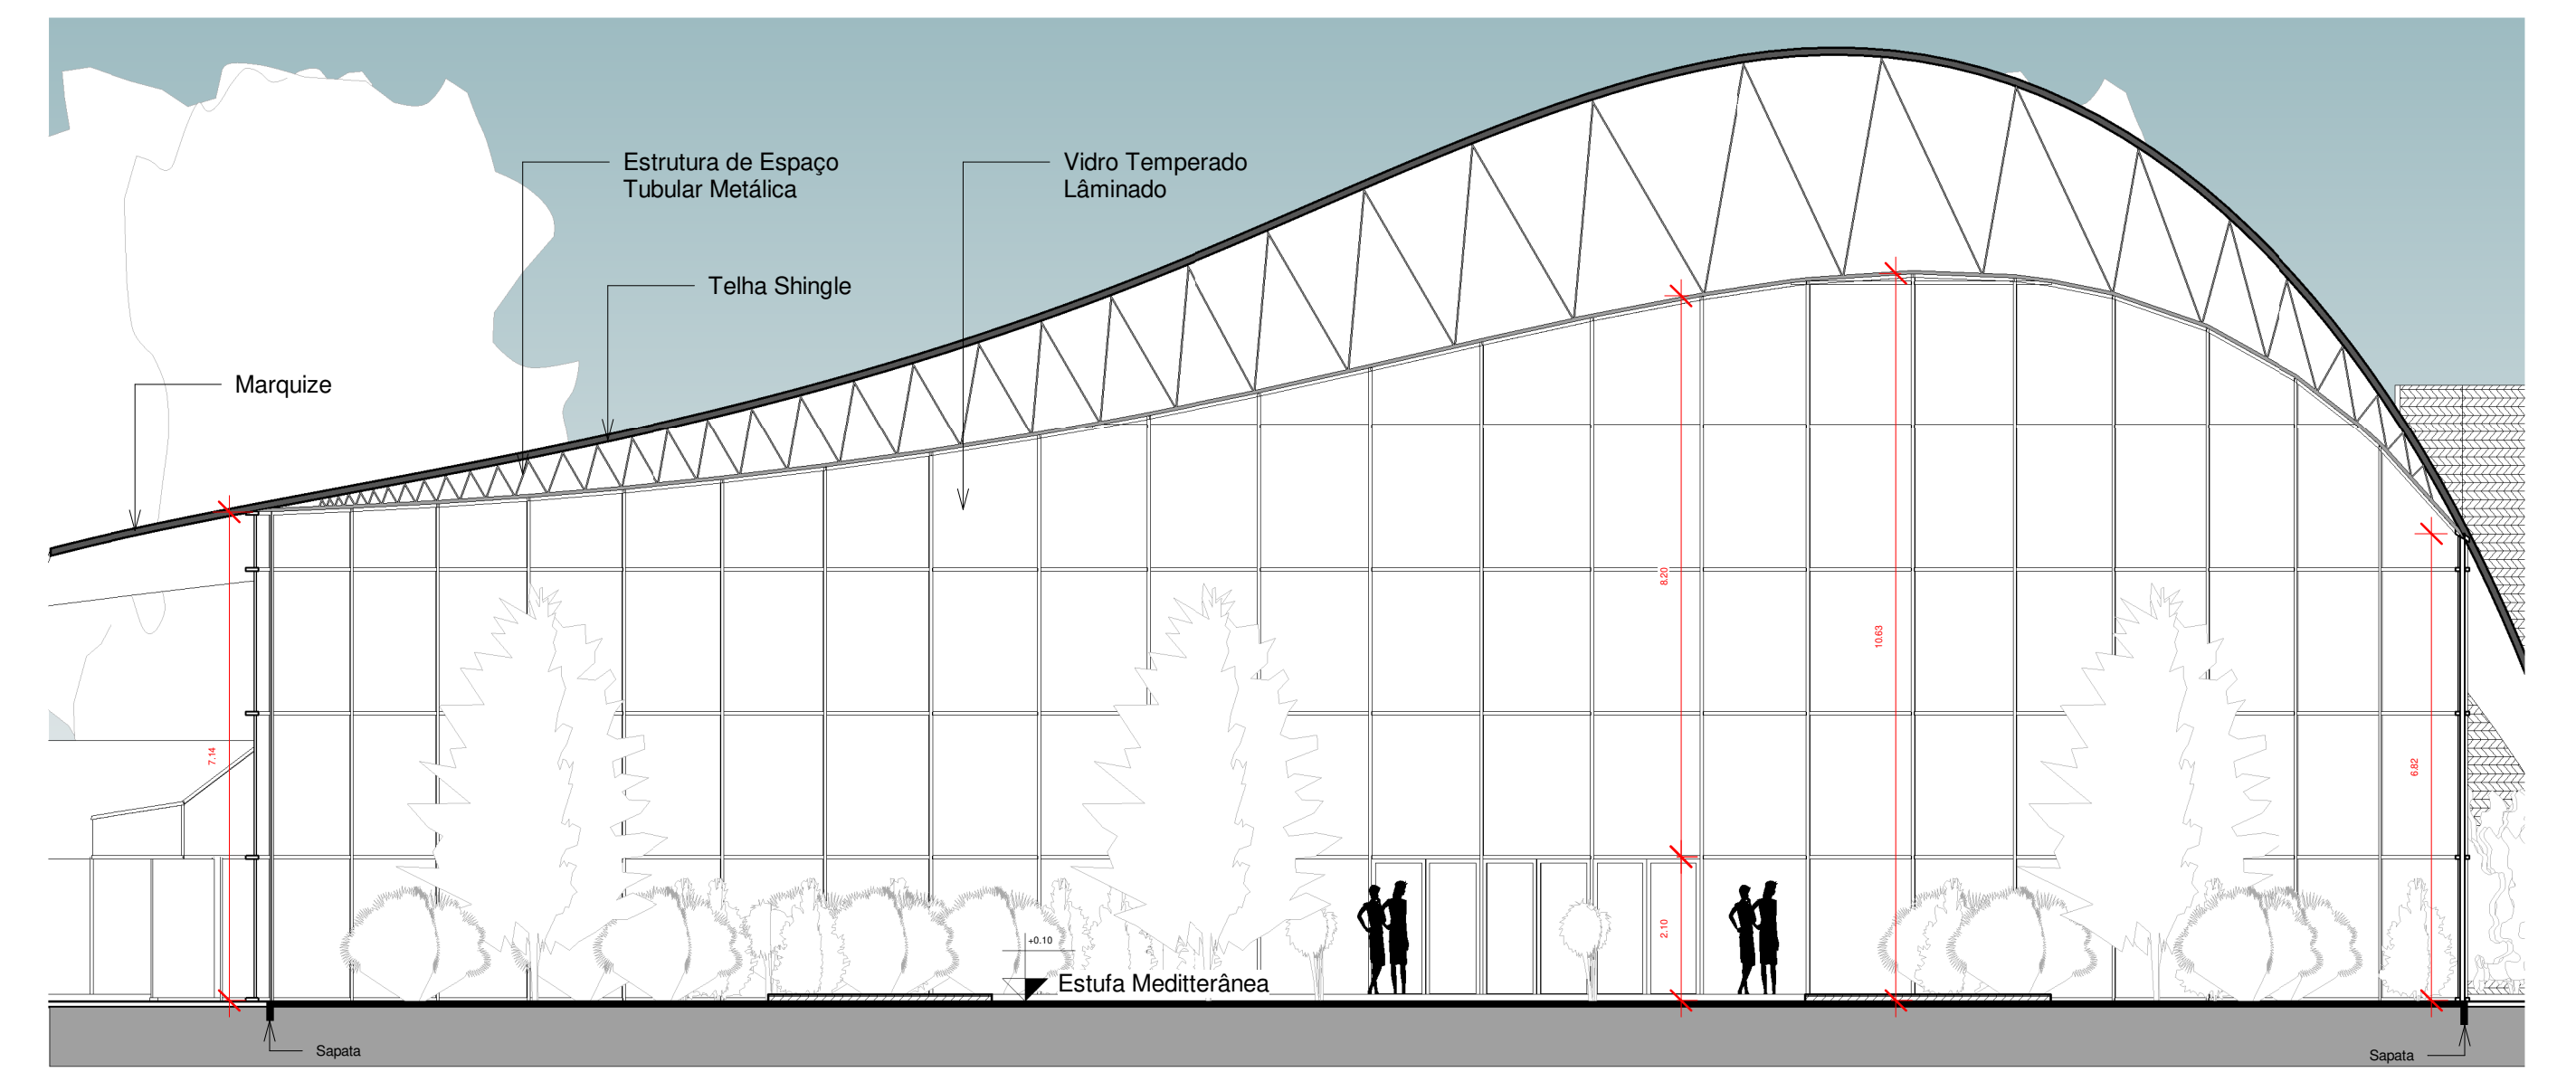 Estrutura de Espaço
Tubular Metálica
Vidro Temperado
Lâminado
Telha Shingle
Marquize
8.20
10.63
7.14
6.82
2.10
+0.10
Estufa Meditterânea
Sapata
Sapata